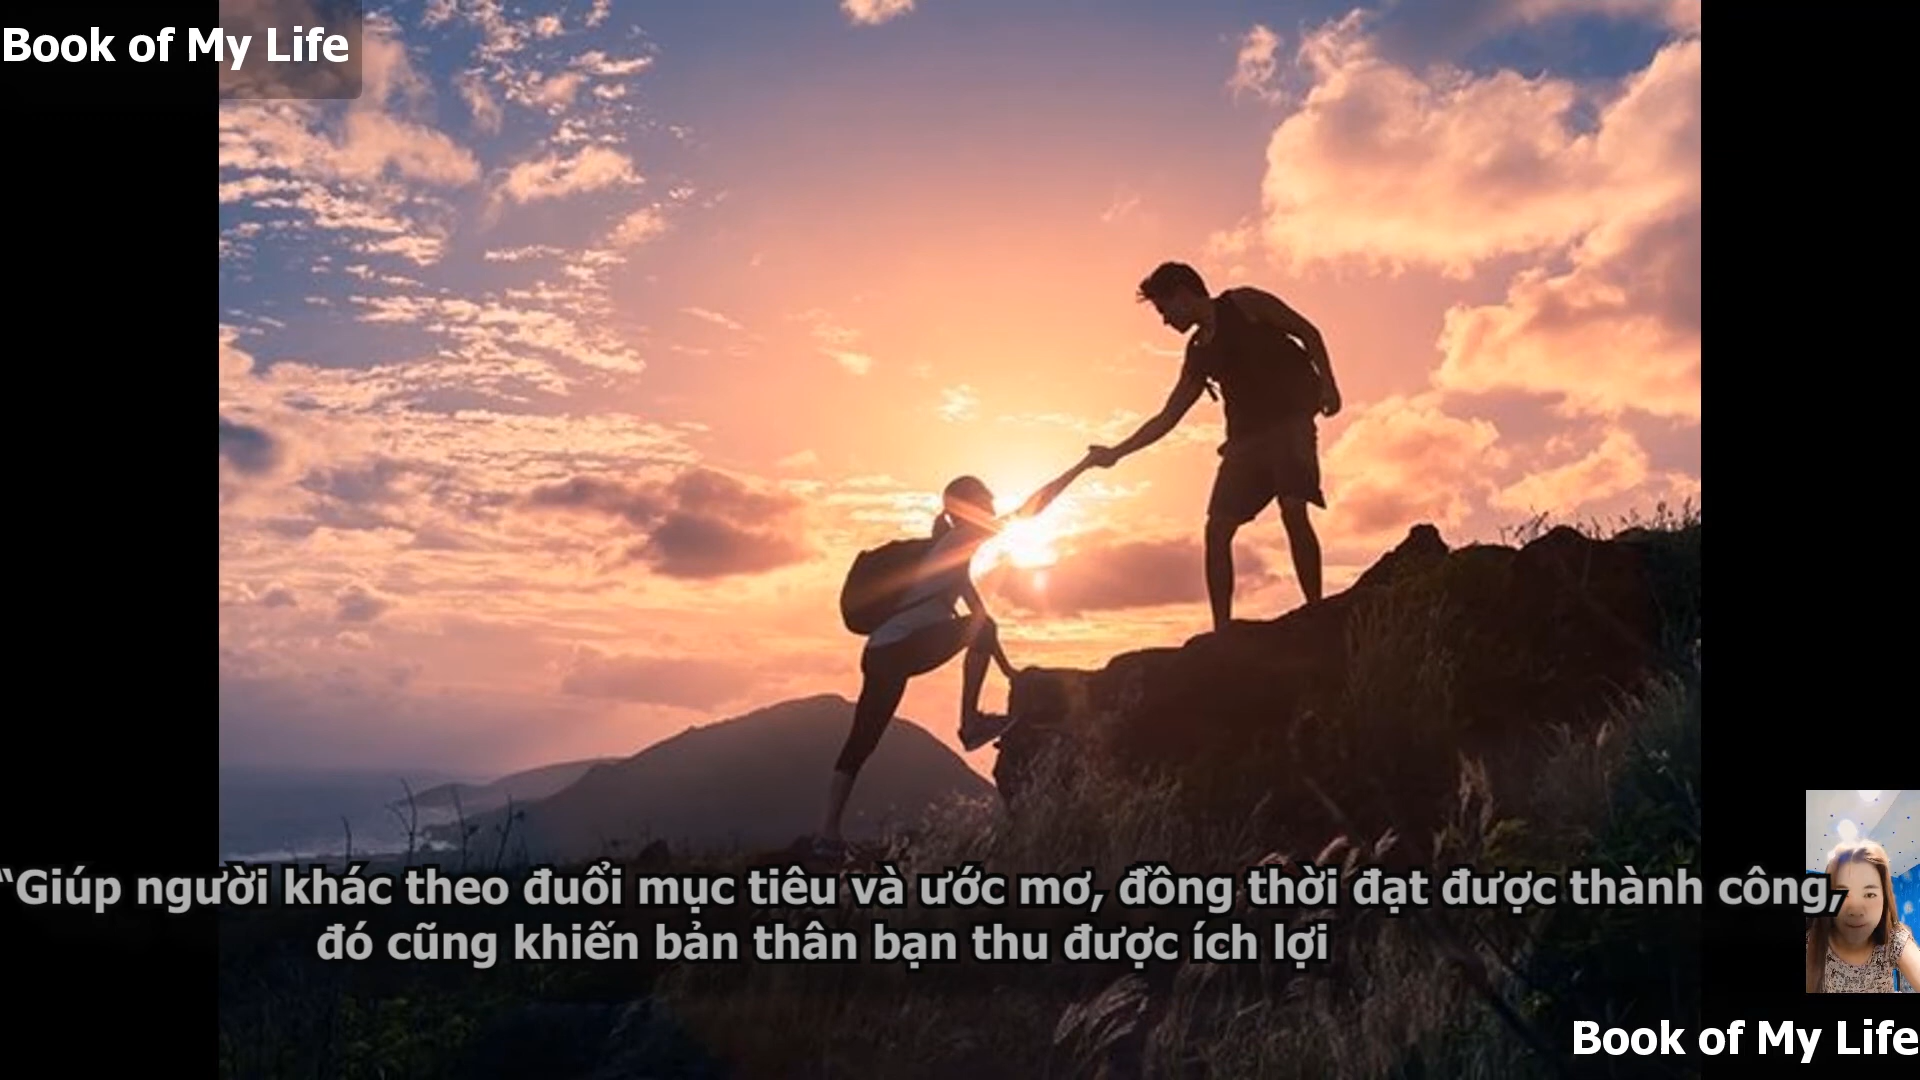 Book of My Life
“Giúp người khác theo đuổi mục tiêu và ước mơ, đồng thời đạt được thành công,
đó cũng khiến bản thân bạn thu được ích lợi
Book of My Life